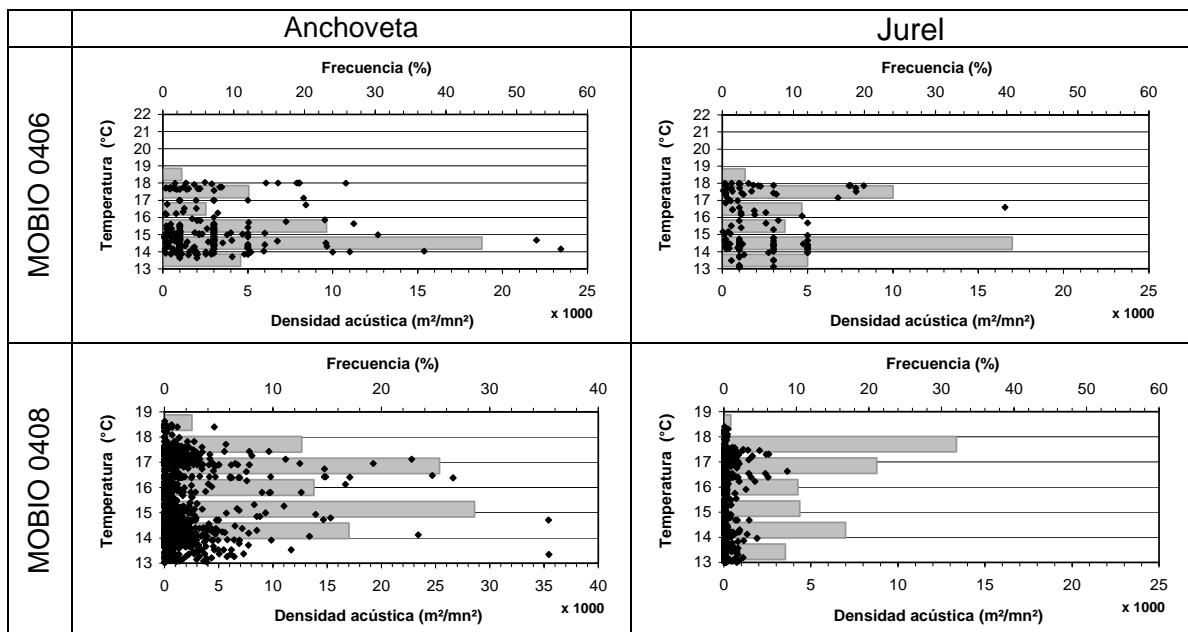 Anchoveta
Jurel
MOBIO 0406
Frecuencia (%)
0 10 20 30 40 50 60
Temperatura (°C)
22
21
20
19
18
17
16
15
14
13
0 5 10 15 20 25
Densidad acústica (m²/mn²)
x 1000
Frecuencia (%)
0 10 20 30 40 50 60
Temperatura (°C)
22
21
20
19
18
17
16
15
14
13
0 5 10 15 20 25
Densidad acústica (m²/mn²)
x 1000
MOBIO 0408
Frecuencia (%)
0 10 20 30 40
Temperatura (°C)
19
18
17
16
15
14
13
0 5 10 15 20 25 30 35 40
Densidad acústica (m²/mn²)
x 1000
Frecuencia (%)
0 10 20 30 40 50 60
Temperatura (°C)
19
18
17
16
15
14
13
0 5 10 15 20 25
Densidad acústica (m²/mn²)
x 1000